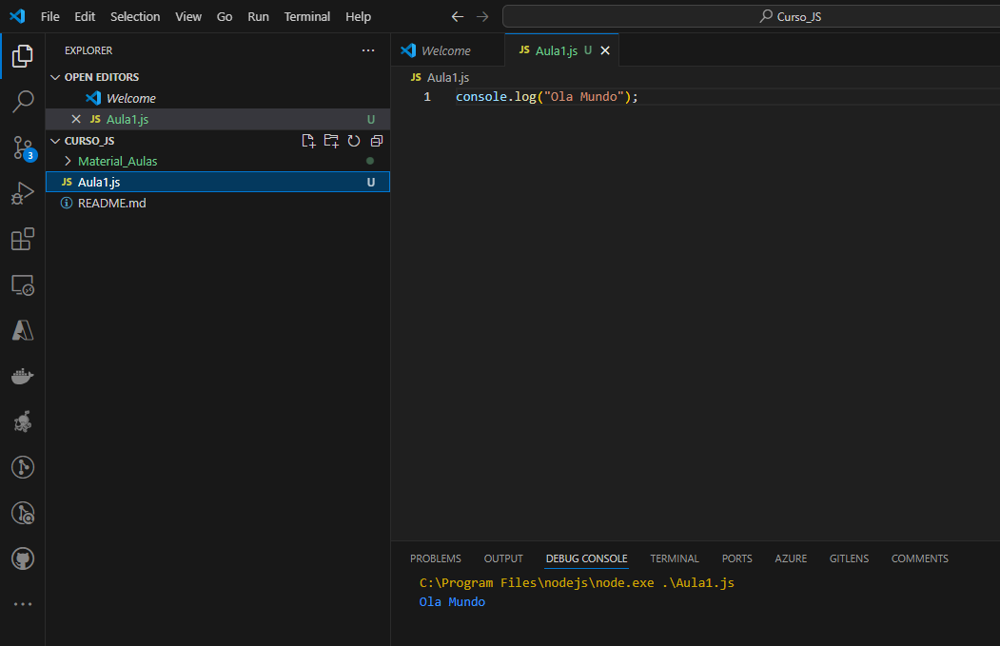 File Edit Selection View Go Run Terminal Help
Curso_JS
EXPLORER
OPEN EDITORS
Welcome
JS Aula1.js U
CURSO_JS
Material_Aulas
JS Aula1.js U
README.md
3
Welcome
JS Aula1.js U
JS Aula1.js
1 console.log("Ola Mundo");
PROBLEMS OUTPUT DEBUG CONSOLE TERMINAL PORTS AZURE GITLENS COMMENTS
C:\Program Files\nodejs\node.exe .\Aula1.js
Ola Mundo